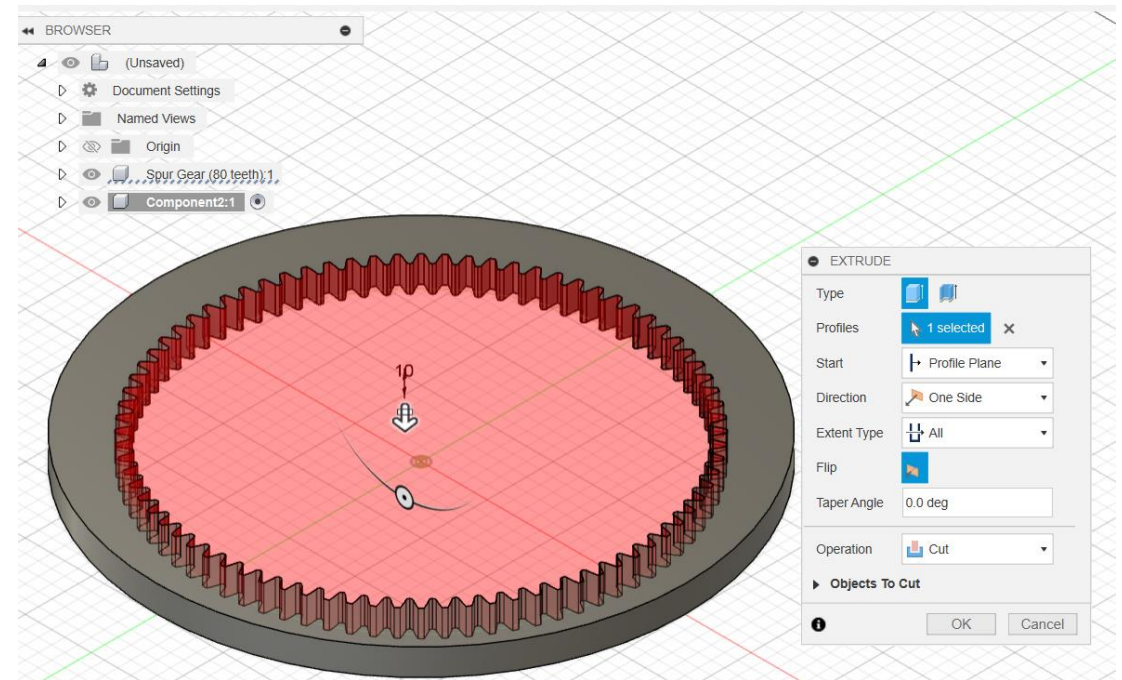 BROWSER
(Unsaved)
Document Settings
Named Views
Origin
Spur Gear (80 teeth):1
Component2:1
10
EXTRUDE
Type
Profiles 1 selected
Start Profile Plane
Direction One Side
Extent Type All
Flip
Taper Angle 0.0 deg
Operation Cut
Objects To Cut
OK Cancel